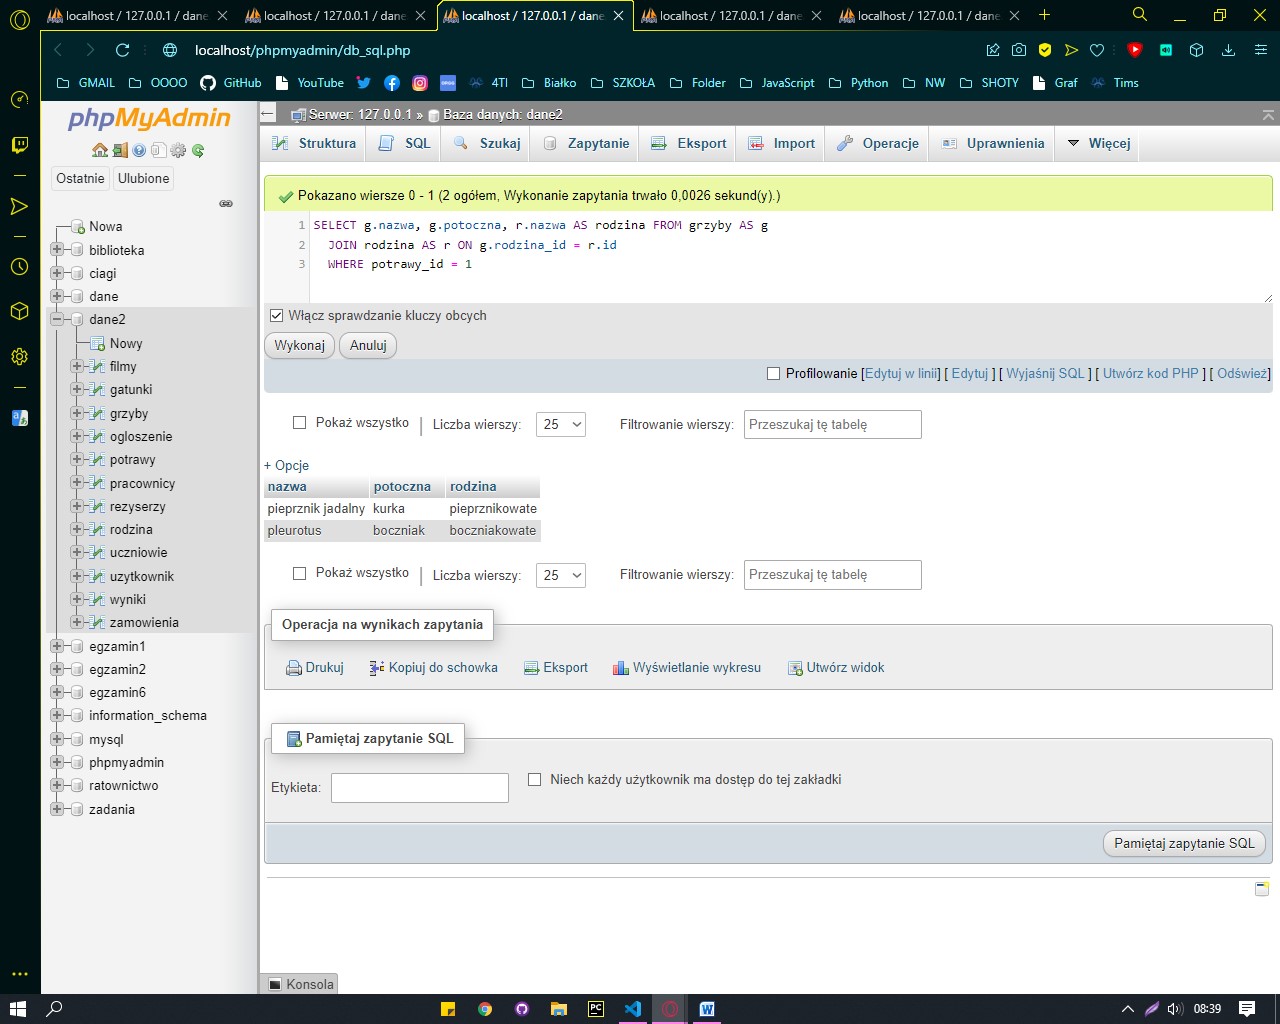 localhost / 127.0.0.1 / dane
localhost / 127.0.0.1 / dane
localhost / 127.0.0.1 / dane
localhost / 127.0.0.1 / dane
localhost / 127.0.0.1 / dane
localhost/phpmyadmin/db_sql.php
GMAIL
OOOO
GitHub
YouTube
4TI
Białko
SZKOŁA
Folder
JavaScript
Python
NW
SHOTY
Graf
Tims
phpMyAdmin
Ostatnie
Ulubione
Nowa
biblioteka
ciagi
dane
dane2
Nowy
filmy
gatunki
grzyby
ogloszenie
potrawy
pracownicy
rezyserzy
rodzina
uczniowie
uzytkownik
wyniki
zamowienia
egzamin1
egzamin2
egzamin6
information_schema
mysql
phpmyadmin
ratownictwo
zadania
Serwer: 127.0.0.1 » Baza danych: dane2
Struktura
SQL
Szukaj
Zapytanie
Eksport
Import
Operacje
Uprawnienia
Więcej
Pokazano wiersze 0 - 1 (2 ogółem, Wykonanie zapytania trwało 0,0026 sekund(y).)
1 SELECT g.nazwa, g.potoczna, r.nazwa AS rodzina FROM grzyby AS g
2 JOIN rodzina AS r ON g.rodzina_id = r.id
3 WHERE potrawy_id = 1
Włącz sprawdzanie kluczy obcych
Wykonaj
Anuluj
Profilowanie [Edytuj w linii] [ Edytuj ] [ Wyjaśnij SQL ] [ Utwórz kod PHP ] [ Odśwież]
Pokaż wszystko | Liczba wierszy: 25 Filtrowanie wierszy: Przeszukaj tę tabelę
+ Opcje
nazwa potoczna rodzina
pieprznik jadalny kurka pieprznikowate
pleurotus boczniak boczniakowate
Pokaż wszystko | Liczba wierszy: 25 Filtrowanie wierszy: Przeszukaj tę tabelę
Operacja na wynikach zapytania
Drukuj
Kopiuj do schowka
Eksport
Wyświetlanie wykresu
Utwórz widok
Pamiętaj zapytanie SQL
Etykieta:
Niech każdy użytkownik ma dostęp do tej zakładki
Pamiętaj zapytanie SQL
Konsola
08:39